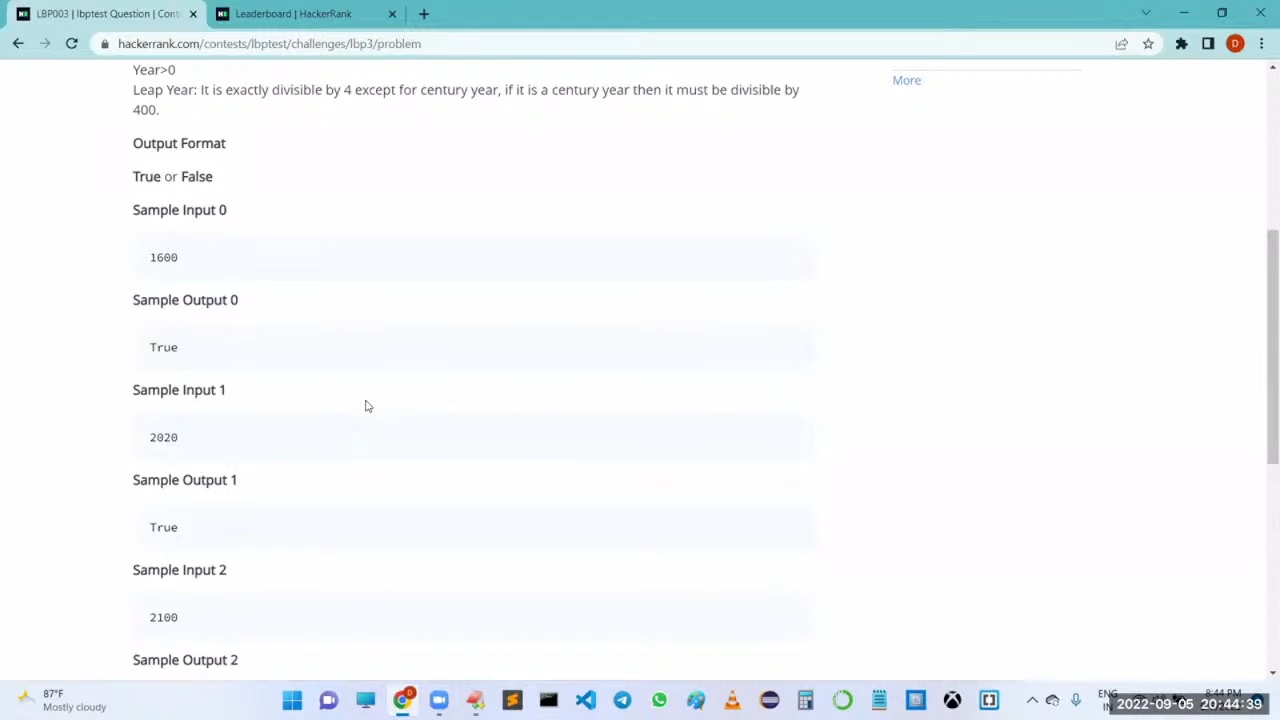 LBP003 | lbptest Question | Cont
Leaderboard | HackerRank
hackerrank.com/contests/lbptest/challenges/lbp3/problem
D
Year>0
Leap Year: It is exactly divisible by 4 except for century year, if it is a century year then it must be divisible by
400.
More
Output Format
True or False
Sample Input 0
1600
Sample Output 0
True
Sample Input 1
2020
Sample Output 1
True
Sample Input 2
2100
Sample Output 2
87°F
Mostly cloudy
ENG
IN
8:44 PM
2022-09-05 20:44:39